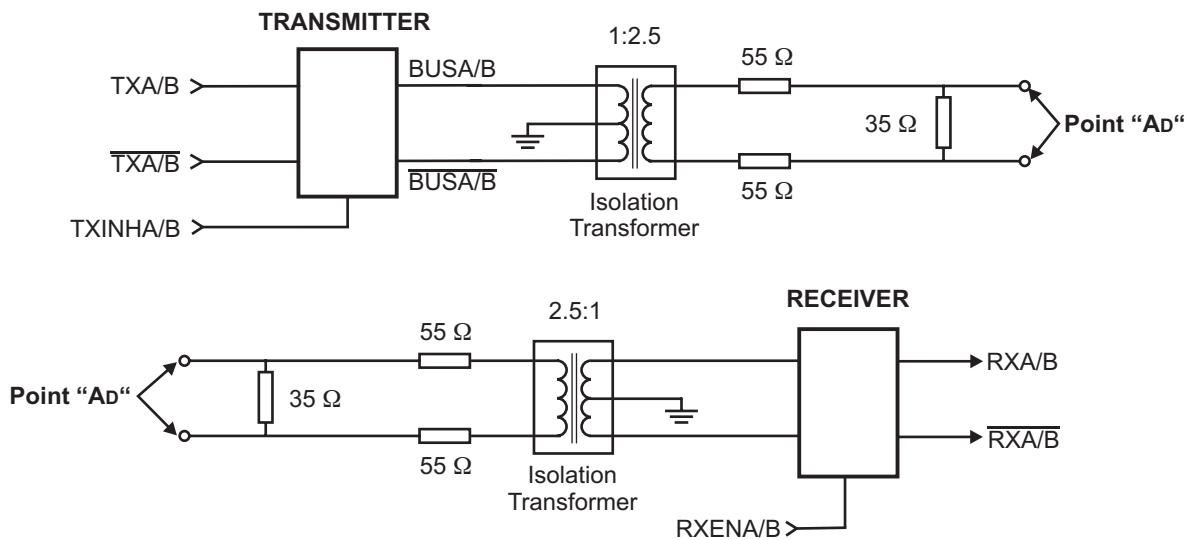 TRANSMITTER
1:2.5
55 Ω
TXA/B
BUSA/B
35 Ω
Point “AD“
TXA/B
BUSA/B
55 Ω
Isolation
Transformer
TXINHA/B
2.5:1
RECEIVER
55 Ω
RXA/B
Point “AD“
35 Ω
RXA/B
55 Ω
Isolation
Transformer
RXENA/B